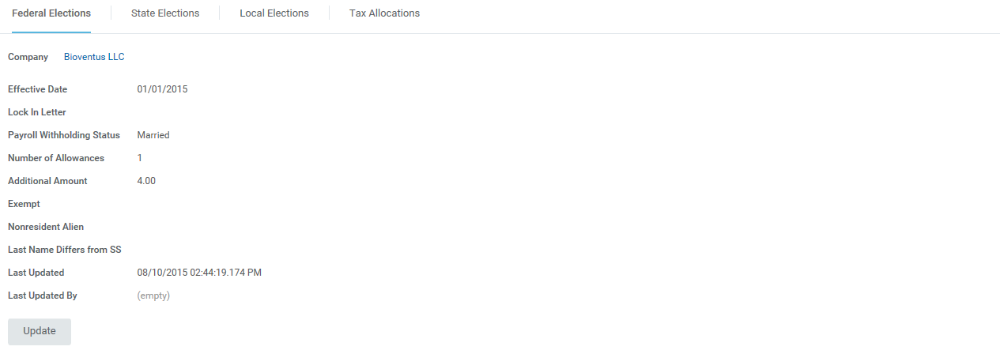 Federal Elections State Elections Local Elections Tax Allocations
Company Bioventus LLC
Effective Date 01/01/2015
Lock In Letter
Payroll Withholding Status Married
Number of Allowances 1
Additional Amount 4.00
Exempt
Nonresident Alien
Last Name Differs from SS
Last Updated 08/10/2015 02:44:19.174 PM
Last Updated By (empty)
Update